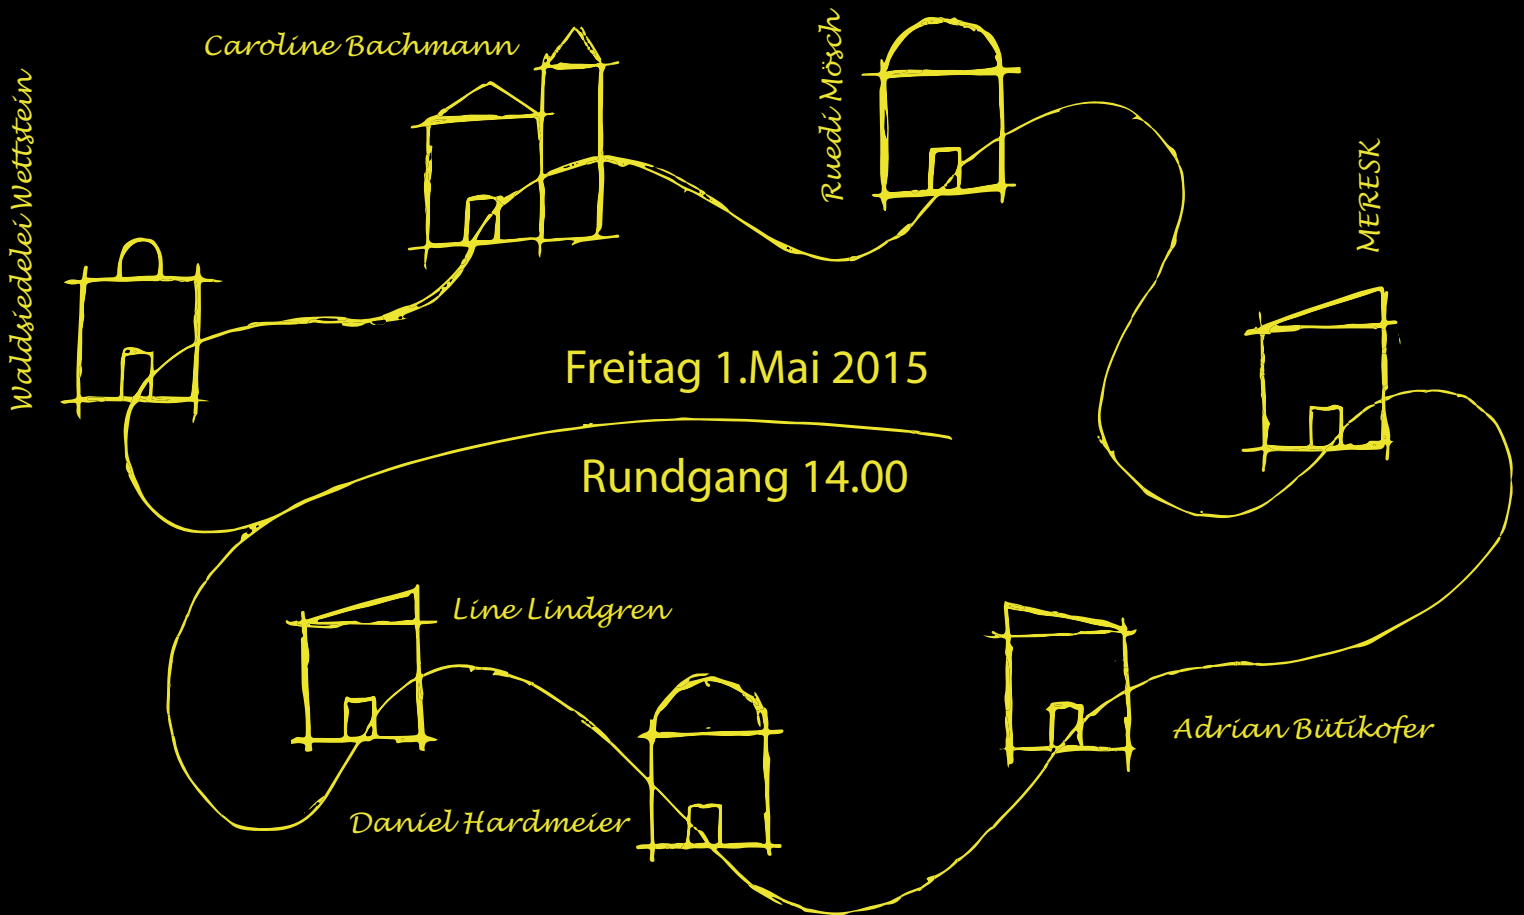 Caroline Bachmann
Ruedi Mösch
Waldsiedelei Wettstein
MERESK
Freitag 1.Mai 2015
Rundgang 14.00
Line Lindgren
Adrian Bütikofer
Daniel Hardmeier